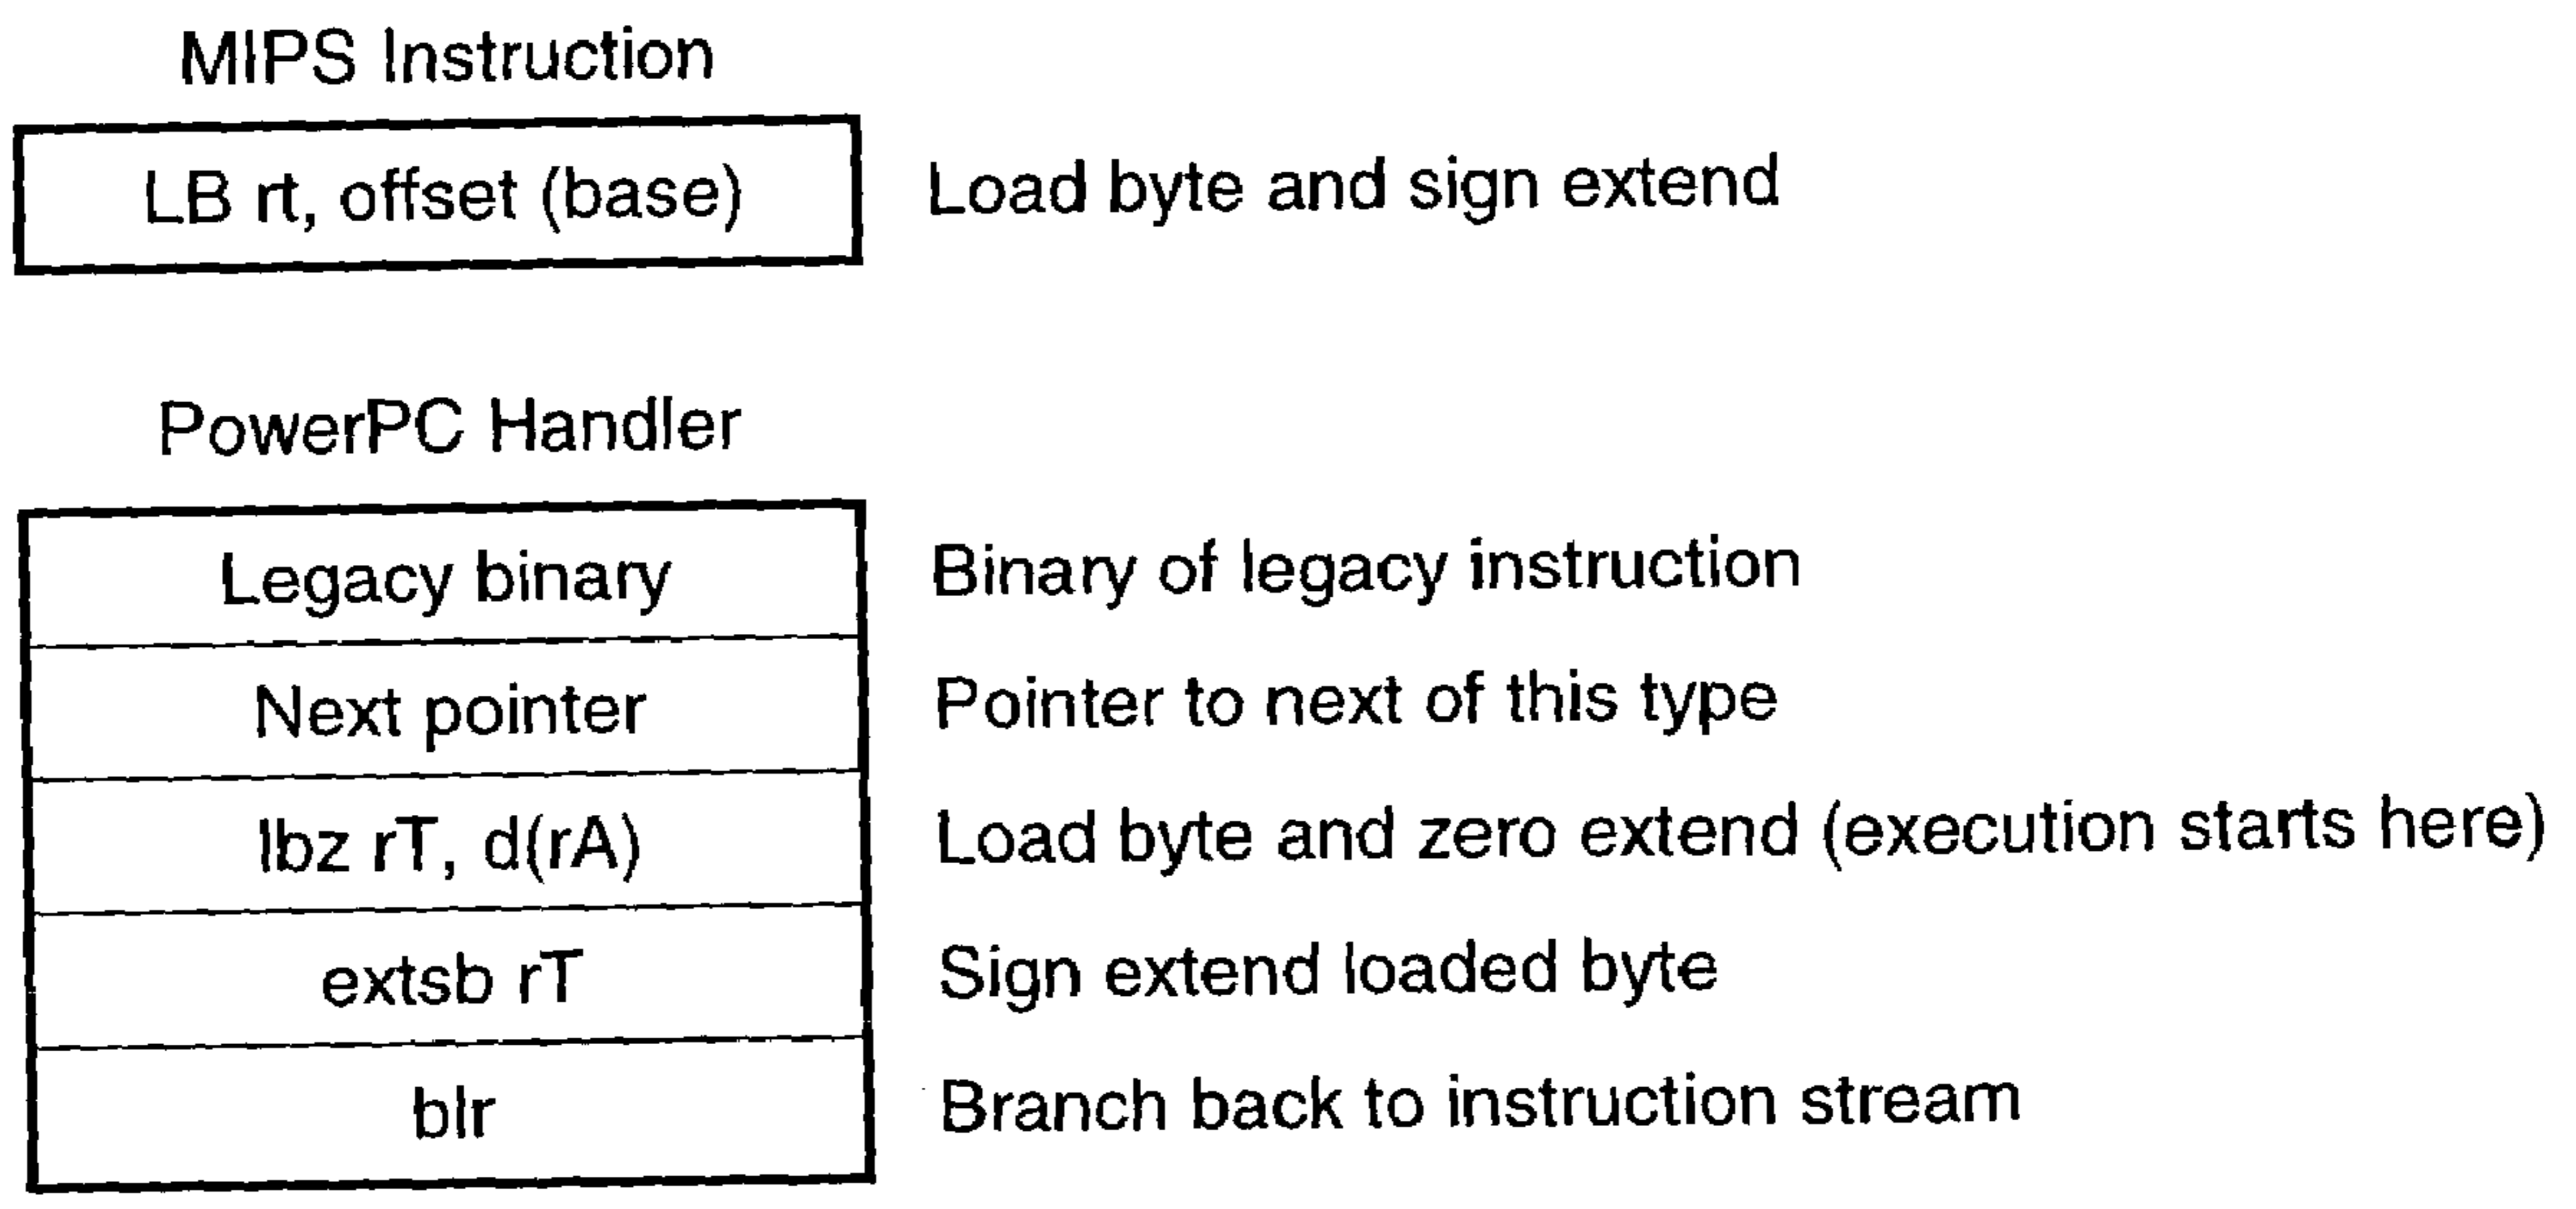 MIPS Instruction
LB rt, offset (base) Load byte and sign extend
PowerPC Handler
Legacy binary Binary of legacy instruction
Next pointer Pointer to next of this type
lbz rT, d(rA) Load byte and zero extend (execution starts here)
extsb rT Sign extend loaded byte
blr Branch back to instruction stream